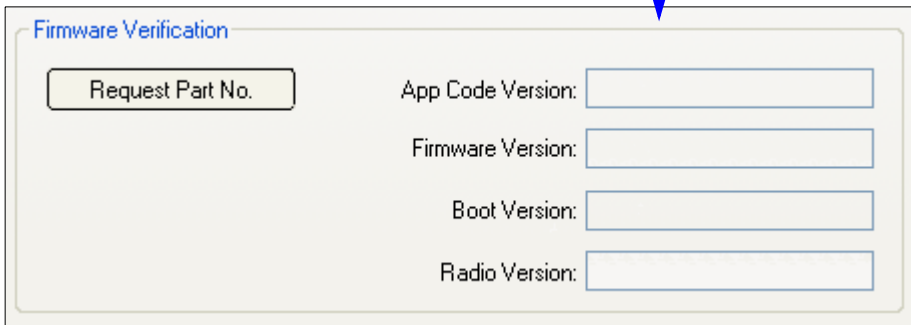 Firmware Verification
Request Part No. App Code Version:
Firmware Version:
Boot Version:
Radio Version: